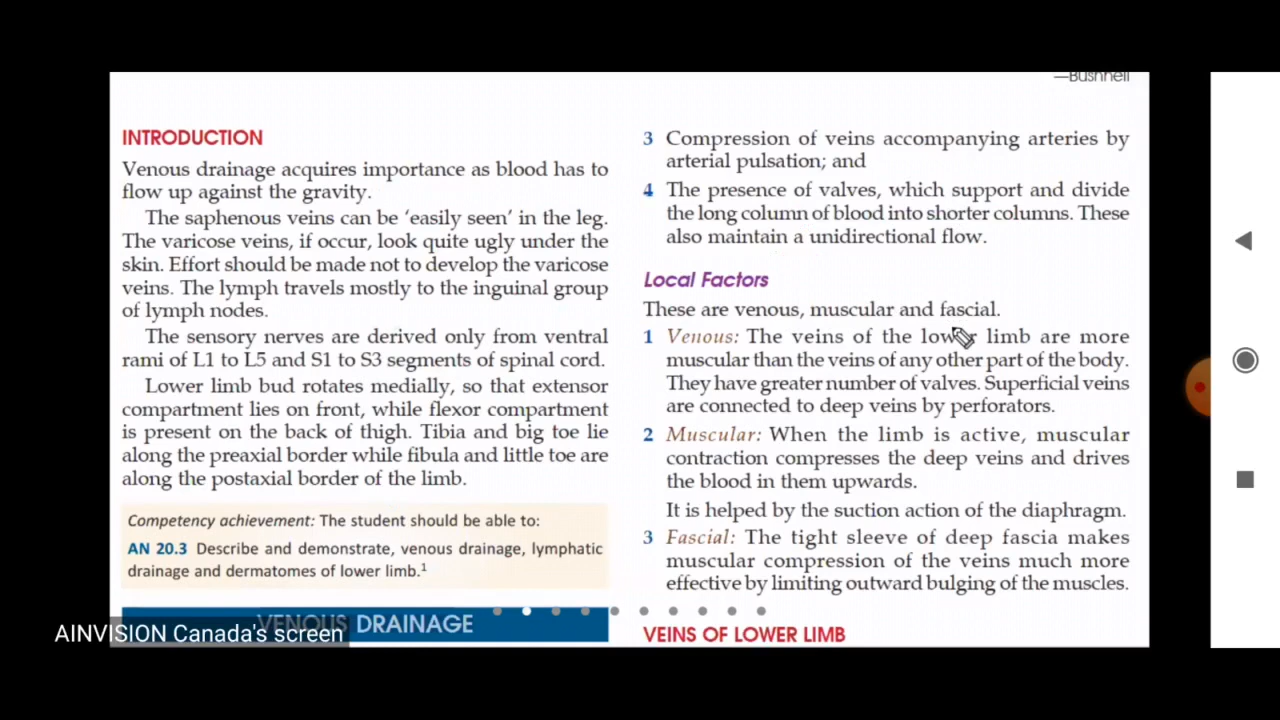 —Bushnell
INTRODUCTION
Venous drainage acquires importance as blood has to
flow up against the gravity.
The saphenous veins can be 'easily seen' in the leg.
The varicose veins, if occur, look quite ugly under the
skin. Effort should be made not to develop the varicose
veins. The lymph travels mostly to the inguinal group
of lymph nodes.
The sensory nerves are derived only from ventral
rami of L1 to L5 and S1 to S3 segments of spinal cord.
Lower limb bud rotates medially, so that extensor
compartment lies on front, while flexor compartment
is present on the back of thigh. Tibia and big toe lie
along the preaxial border while fibula and little toe are
along the postaxial border of the limb.
Competency achievement: The student should be able to:
AN 20.3 Describe and demonstrate, venous drainage, lymphatic
drainage and dermatomes of lower limb.1
VENOUS DRAINAGE
AINVISION Canada's screen
3 Compression of veins accompanying arteries by
arterial pulsation; and
4 The presence of valves, which support and divide
the long column of blood into shorter columns. These
also maintain a unidirectional flow.
Local Factors
These are venous, muscular and fascial.
1 Venous: The veins of the lower limb are more
muscular than the veins of any other part of the body.
They have greater number of valves. Superficial veins
are connected to deep veins by perforators.
2 Muscular: When the limb is active, muscular
contraction compresses the deep veins and drives
the blood in them upwards.
It is helped by the suction action of the diaphragm.
3 Fascial: The tight sleeve of deep fascia makes
muscular compression of the veins much more
effective by limiting outward bulging of the muscles.
VEINS OF LOWER LIMB